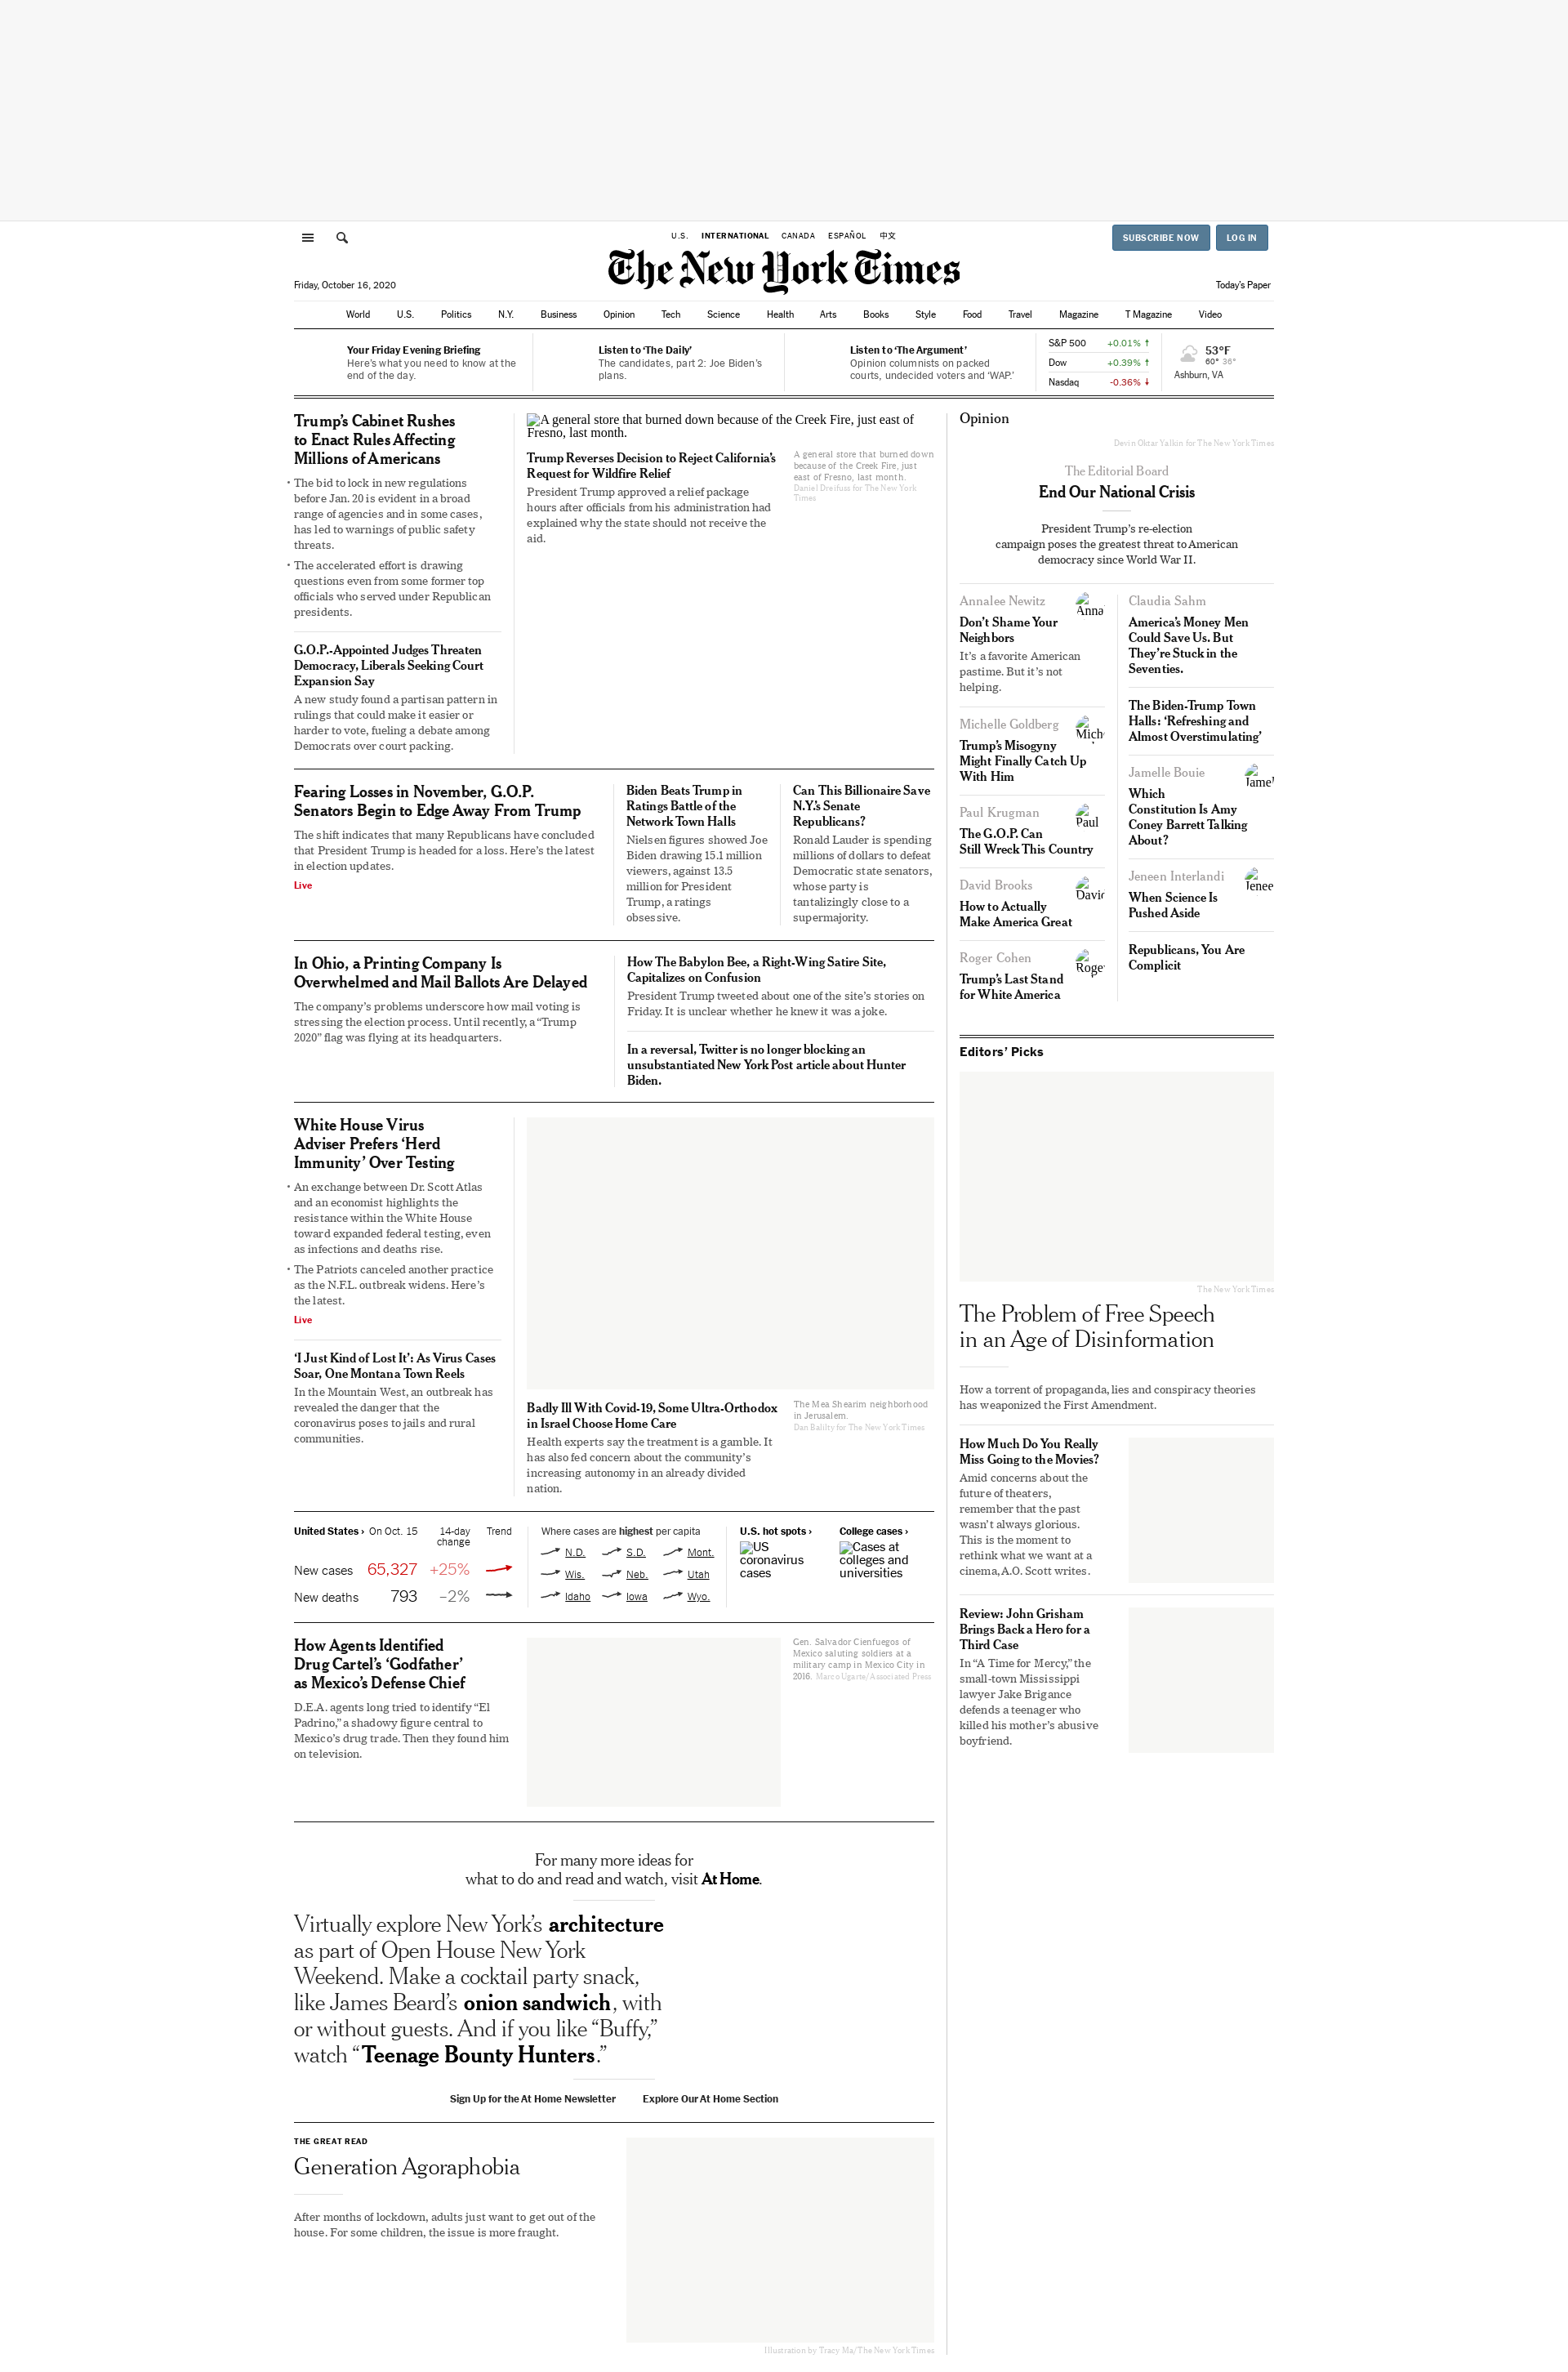 U.S. INTERNATIONAL CANADA ESPAÑOL 中文
SUBSCRIBE NOW
LOG IN
The New York Times
Friday, October 16, 2020
Today's Paper
World U.S. Politics N.Y. Business Opinion Tech Science Health Arts Books Style Food Travel Magazine T Magazine Video
Your Friday Evening Briefing
Here's what you need to know at the
end of the day.
Listen to 'The Daily'
The candidates, part 2: Joe Biden's
plans.
Listen to 'The Argument'
Opinion columnists on packed
courts, undecided voters and 'WAP.'
S&P 500 +0.01% ↑
Dow +0.39% ↑
Nasdaq -0.36% ↓
53°F
60° 36°
Ashburn, VA
Trump's Cabinet Rushes
to Enact Rules Affecting
Millions of Americans
• The bid to lock in new regulations
before Jan. 20 is evident in a broad
range of agencies and in some cases,
has led to warnings of public safety
threats.
• The accelerated effort is drawing
questions even from some former top
officials who served under Republican
presidents.
G.O.P.-Appointed Judges Threaten
Democracy, Liberals Seeking Court
Expansion Say
A new study found a partisan pattern in
rulings that could make it easier or
harder to vote, fueling a debate among
Democrats over court packing.
A general store that burned down because of the Creek Fire, just east of
Fresno, last month.
Trump Reverses Decision to Reject California's
Request for Wildfire Relief
President Trump approved a relief package
hours after officials from his administration had
explained why the state should not receive the
aid.
A general store that burned down
because of the Creek Fire, just
east of Fresno, last month.
Daniel Dreifuss for The New York
Times
Fearing Losses in November, G.O.P.
Senators Begin to Edge Away From Trump
The shift indicates that many Republicans have concluded
that President Trump is headed for a loss. Here's the latest
in election updates.
Live
Biden Beats Trump in
Ratings Battle of the
Network Town Halls
Nielsen figures showed Joe
Biden drawing 15.1 million
viewers, against 13.5
million for President
Trump, a ratings
obsessive.
Can This Billionaire Save
N.Y.'s Senate
Republicans?
Ronald Lauder is spending
millions of dollars to defeat
Democratic state senators,
whose party is
tantalizingly close to a
supermajority.
In Ohio, a Printing Company Is
Overwhelmed and Mail Ballots Are Delayed
The company's problems underscore how mail voting is
stressing the election process. Until recently, a "Trump
2020" flag was flying at its headquarters.
How The Babylon Bee, a Right-Wing Satire Site,
Capitalizes on Confusion
President Trump tweeted about one of the site's stories on
Friday. It is unclear whether he knew it was a joke.
In a reversal, Twitter is no longer blocking an
unsubstantiated New York Post article about Hunter
Biden.
White House Virus
Adviser Prefers 'Herd
Immunity' Over Testing
• An exchange between Dr. Scott Atlas
and an economist highlights the
resistance within the White House
toward expanded federal testing, even
as infections and deaths rise.
• The Patriots canceled another practice
as the N.F.L. outbreak widens. Here's
the latest.
Live
'I Just Kind of Lost It': As Virus Cases
Soar, One Montana Town Reels
In the Mountain West, an outbreak has
revealed the danger that the
coronavirus poses to jails and rural
communities.
Badly Ill With Covid-19, Some Ultra-Orthodox
in Israel Choose Home Care
Health experts say the treatment is a gamble. It
has also fed concern about the community's
increasing autonomy in an already divided
nation.
The Mea Shearim neighborhood
in Jerusalem.
Dan Balilty for The New York Times
United States › On Oct. 15 14-day Trend
change
New cases 65,327 +25%
New deaths 793 –2%
Where cases are highest per capita
N.D. S.D. Mont.
Wis. Neb. Utah
Idaho Iowa Wyo.
U.S. hot spots ›
US
coronavirus
cases
College cases ›
Cases at
colleges and
universities
How Agents Identified
Drug Cartel's 'Godfather'
as Mexico's Defense Chief
D.E.A. agents long tried to identify "El
Padrino," a shadowy figure central to
Mexico's drug trade. Then they found him
on television.
Gen. Salvador Cienfuegos of
Mexico saluting soldiers at a
military camp in Mexico City in
2016. Marco Ugarte/Associated Press
For many more ideas for
what to do and read and watch, visit At Home.
Virtually explore New York's architecture
as part of Open House New York
Weekend. Make a cocktail party snack,
like James Beard's onion sandwich, with
or without guests. And if you like "Buffy,"
watch "Teenage Bounty Hunters."
Sign Up for the At Home Newsletter
Explore Our At Home Section
THE GREAT READ
Generation Agoraphobia
After months of lockdown, adults just want to get out of the
house. For some children, the issue is more fraught.
Illustration by Tracy Ma/The New York Times
Opinion
Devin Oktar Yalkin for The New York Times
The Editorial Board
End Our National Crisis
President Trump's re-election
campaign poses the greatest threat to American
democracy since World War II.
Annalee Newitz
Anna
Don't Shame Your
Neighbors
It's a favorite American
pastime. But it's not
helping.
Michelle Goldberg
Miche
Trump's Misogyny
Might Finally Catch Up
With Him
Paul Krugman
Paul
The G.O.P. Can
Still Wreck This Country
David Brooks
David
How to Actually
Make America Great
Roger Cohen
Roger
Trump's Last Stand
for White America
Claudia Sahm
America's Money Men
Could Save Us. But
They're Stuck in the
Seventies.
The Biden-Trump Town
Halls: 'Refreshing and
Almost Overstimulating'
Jamelle Bouie
Jamel
Which
Constitution Is Amy
Coney Barrett Talking
About?
Jeneen Interlandi
Jenee
When Science Is
Pushed Aside
Republicans, You Are
Complicit
Editors' Picks
The New York Times
The Problem of Free Speech
in an Age of Disinformation
How a torrent of propaganda, lies and conspiracy theories
has weaponized the First Amendment.
How Much Do You Really
Miss Going to the Movies?
Amid concerns about the
future of theaters,
remember that the past
wasn't always glorious.
This is the moment to
rethink what we want at a
cinema, A.O. Scott writes.
Review: John Grisham
Brings Back a Hero for a
Third Case
In "A Time for Mercy," the
small-town Mississippi
lawyer Jake Brigance
defends a teenager who
killed his mother's abusive
boyfriend.